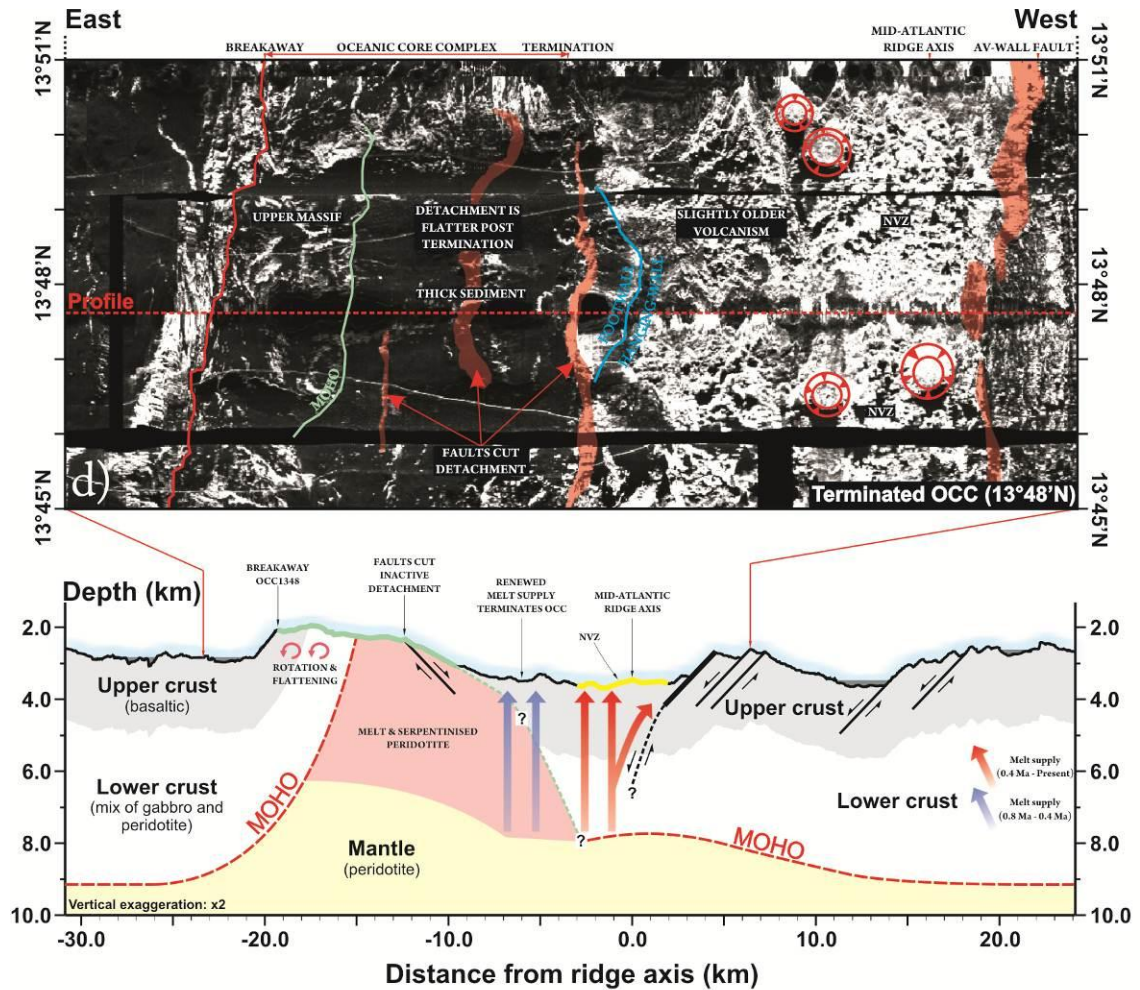 East
West
BREAKAWAY
OCEANIC CORE COMPLEX
TERMINATION
MID-ATLANTIC
RIDGE AXIS
AV-WALL FAULT
13°51'N
13°51'N
UPPER MASSIF
DETACHMENT IS
FLATTER POST
TERMINATION
SLIGHTLY OLDER
VOLCANISM
NVZ
13°48'N
13°48'N
THICK SEDIMENT
Profile
FOOTWALL
HANGING WALL
MOHO
NVZ
FAULTS CUT
DETACHMENT
d)
Terminated OCC (13°48'N)
13°45'N
13°45'N
Depth (km)
BREAKAWAY
OCC1348
FAULTS CUT
INACTIVE
DETACHMENT
RENEWED
MELT SUPPLY
TERMINATES OCC
MID-ATLANTIC
RIDGE AXIS
NVZ
2.0
2.0
ROTATION &
FLATTENING
Upper crust
(basaltic)
4.0
4.0
?
Upper crust
MELT & SERPENTINISED
PERIDOTITE
Melt supply
(0.4 Ma - Present)
6.0
6.0
Lower crust
(mix of gabbro and
peridotite)
MOHO
?
Lower crust
Melt supply
(0.8 Ma - 0.4 Ma)
8.0
8.0
?
MOHO
Mantle
(peridotite)
Vertical exaggeration: x2
10.0
10.0
-30.0
-20.0
-10.0
0.0
10.0
20.0
Distance from ridge axis (km)